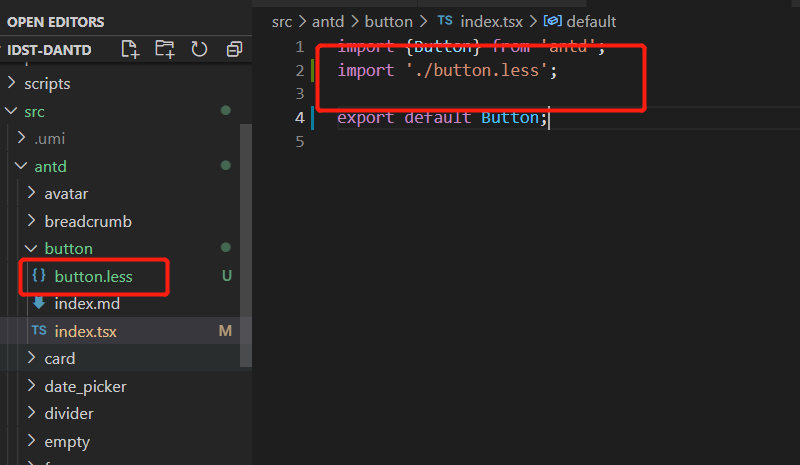 OPEN EDITORS
IDST-DANTD
scripts
src
.umi
antd
avatar
breadcrumb
button
{} button.less U
index.md
TS index.tsx M
card
date_picker
divider
empty
src > antd > button > TS index.tsx > default
1 import {Button} from 'antd';
2 import './button.less';
3
4 export default Button;
5